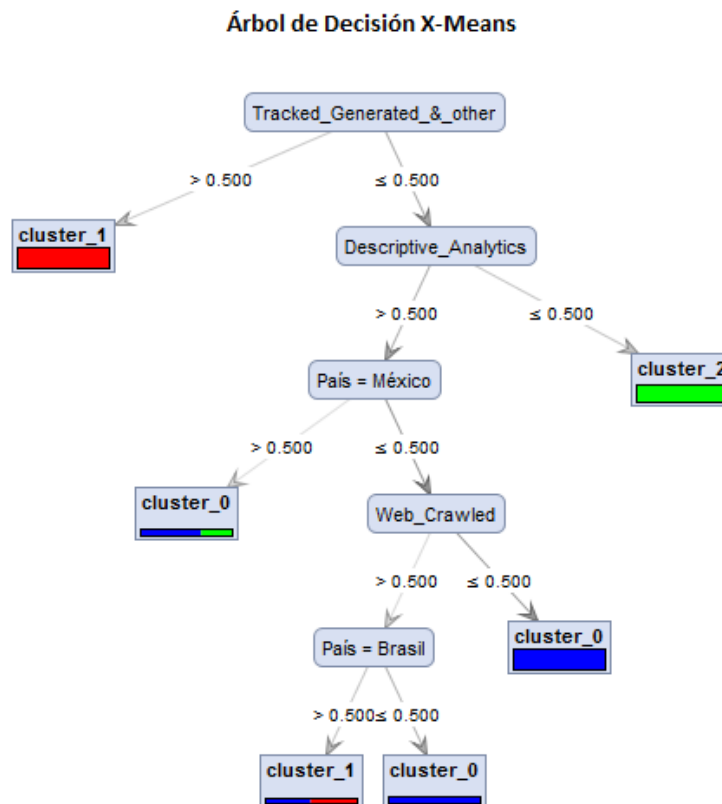 Árbol de Decisión X-Means
Tracked_Generated_&_other
> 0.500
≤ 0.500
cluster_1
Descriptive_Analytics
> 0.500
≤ 0.500
País = México
cluster_2
> 0.500
≤ 0.500
cluster_0
Web_Crawled
> 0.500
≤ 0.500
País = Brasil
cluster_0
> 0.500
≤ 0.500
cluster_1
cluster_0